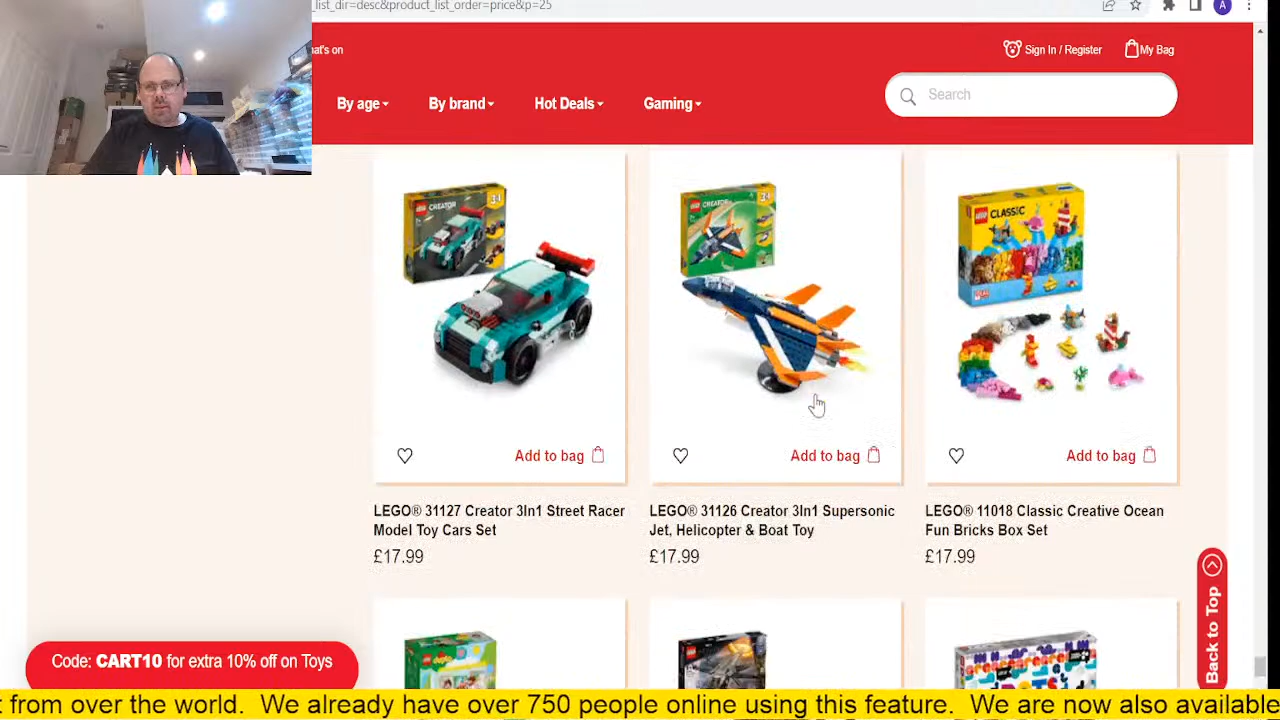 _list_dir=desc&product_list_order=price&p=25
A
at's on
Sign In / Register
My Bag
By age
By brand
Hot Deals
Gaming
Search
CREATOR
CREATOR
CLASSIC
Add to bag
Add to bag
Add to bag
LEGO® 31127 Creator 3In1 Street Racer
Model Toy Cars Set
£17.99
LEGO® 31126 Creator 3In1 Supersonic
Jet, Helicopter & Boat Toy
£17.99
LEGO® 11018 Classic Creative Ocean
Fun Bricks Box Set
£17.99
Back to Top
Code: CART10 for extra 10% off on Toys
t from over the world. We already have over 750 people online using this feature. We are now also available